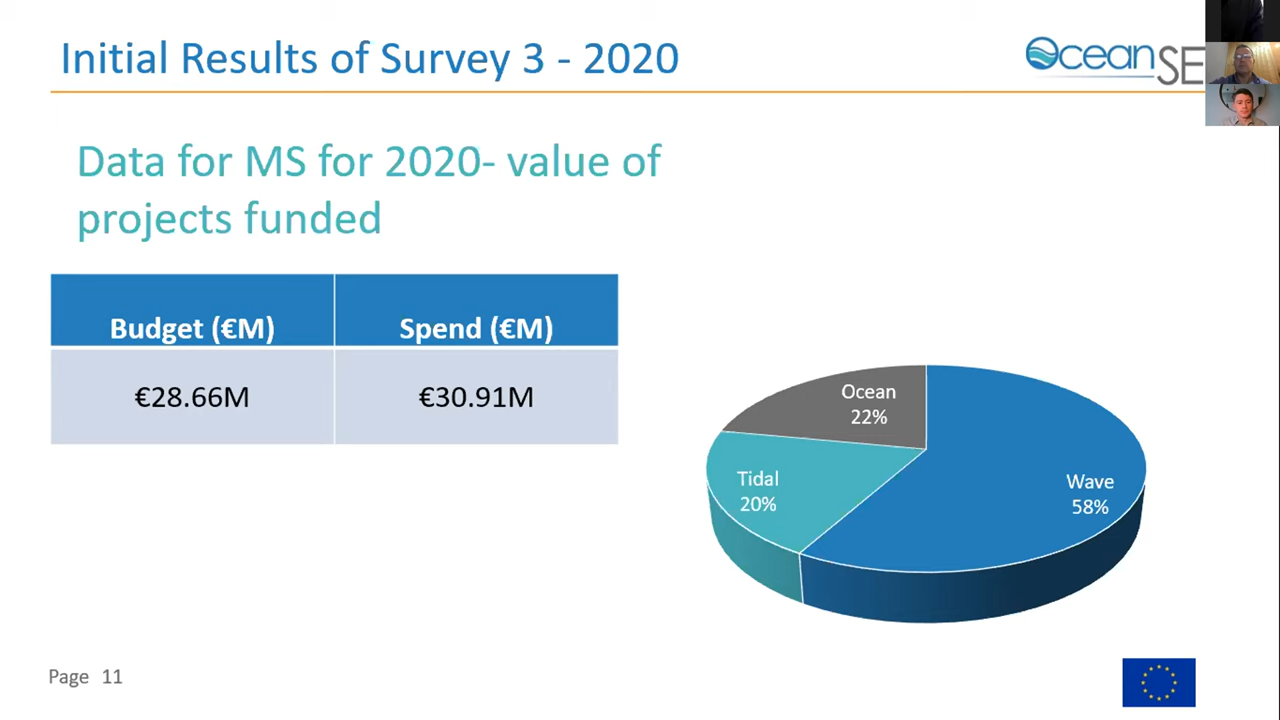 Initial Results of Survey 3 - 2020
OceanSE
Data for MS for 2020- value of
projects funded
Budget (€M) Spend (€M)
€28.66M €30.91M
Ocean
22%
Tidal
20%
Wave
58%
Page 11